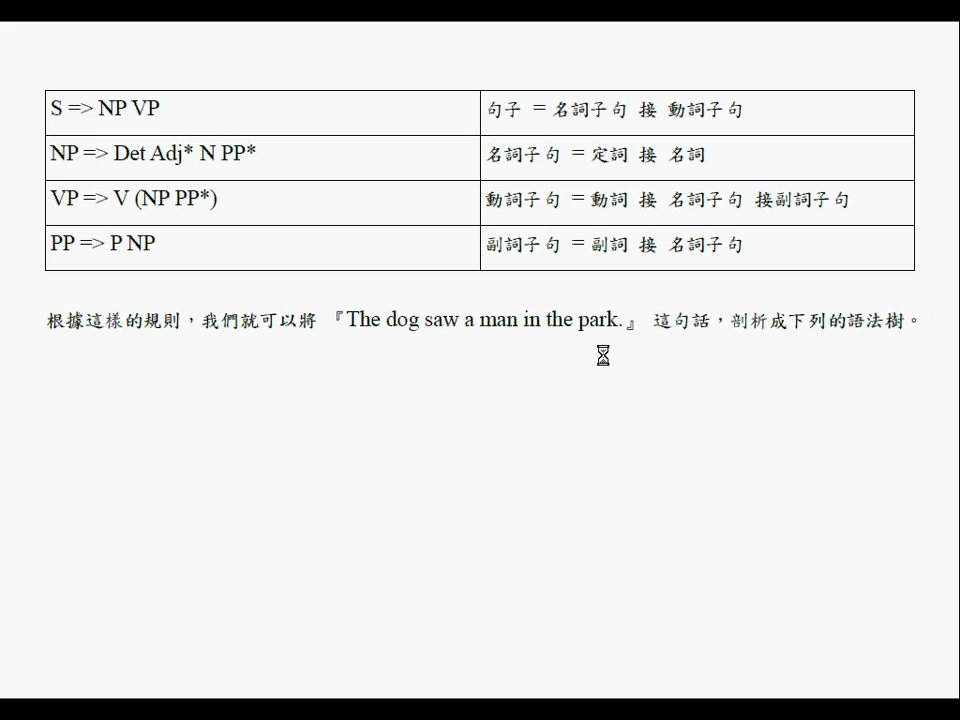 S => NP VP 句子 = 名詞子句 接 動詞子句
NP => Det Adj* N PP* 名詞子句 = 定詞 接 名詞
VP => V (NP PP*) 動詞子句 = 動詞 接 名詞子句 接副詞子句
PP => P NP 副詞子句 = 副詞 接 名詞子句
根據這樣的規則，我們就可以將 『The dog saw a man in the park.』 這句話，剖析成下列的語法樹。